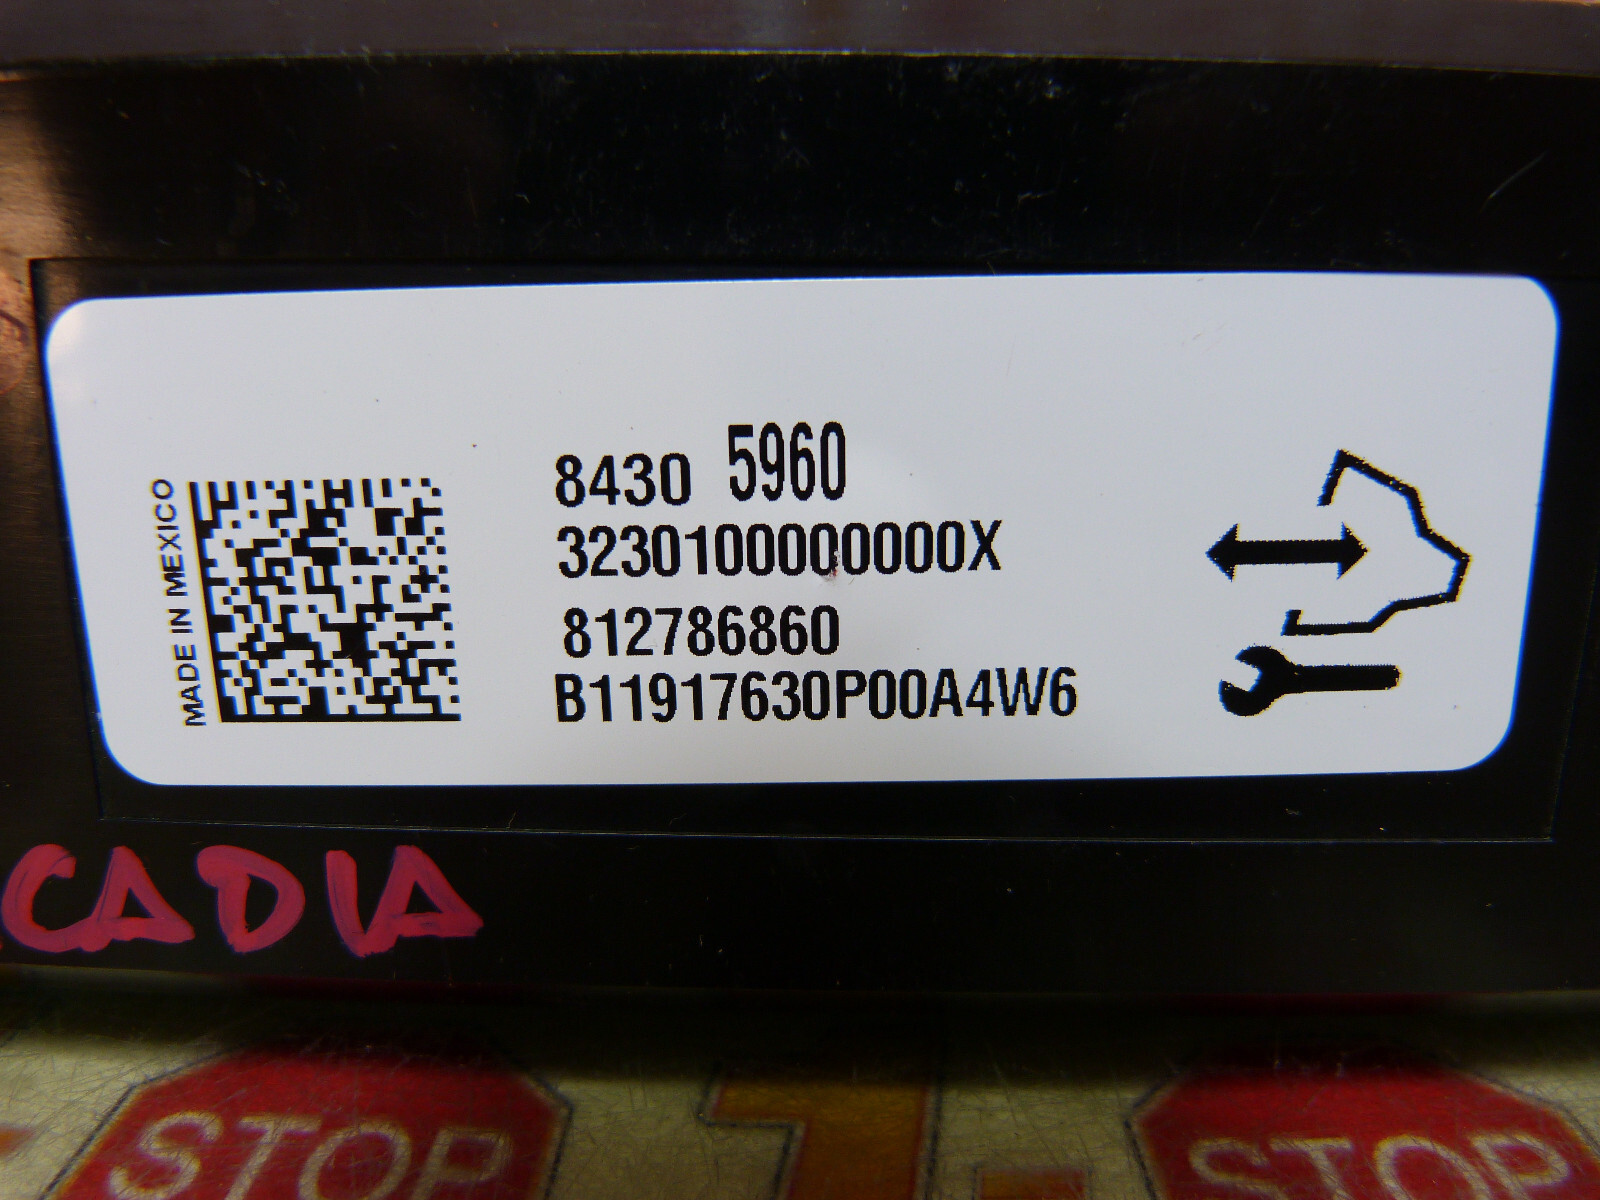 MADE IN MEXICO
8430 5960
3230100000000X
812786860
B11917630P00A4W6
CADIA
STOP
STOP